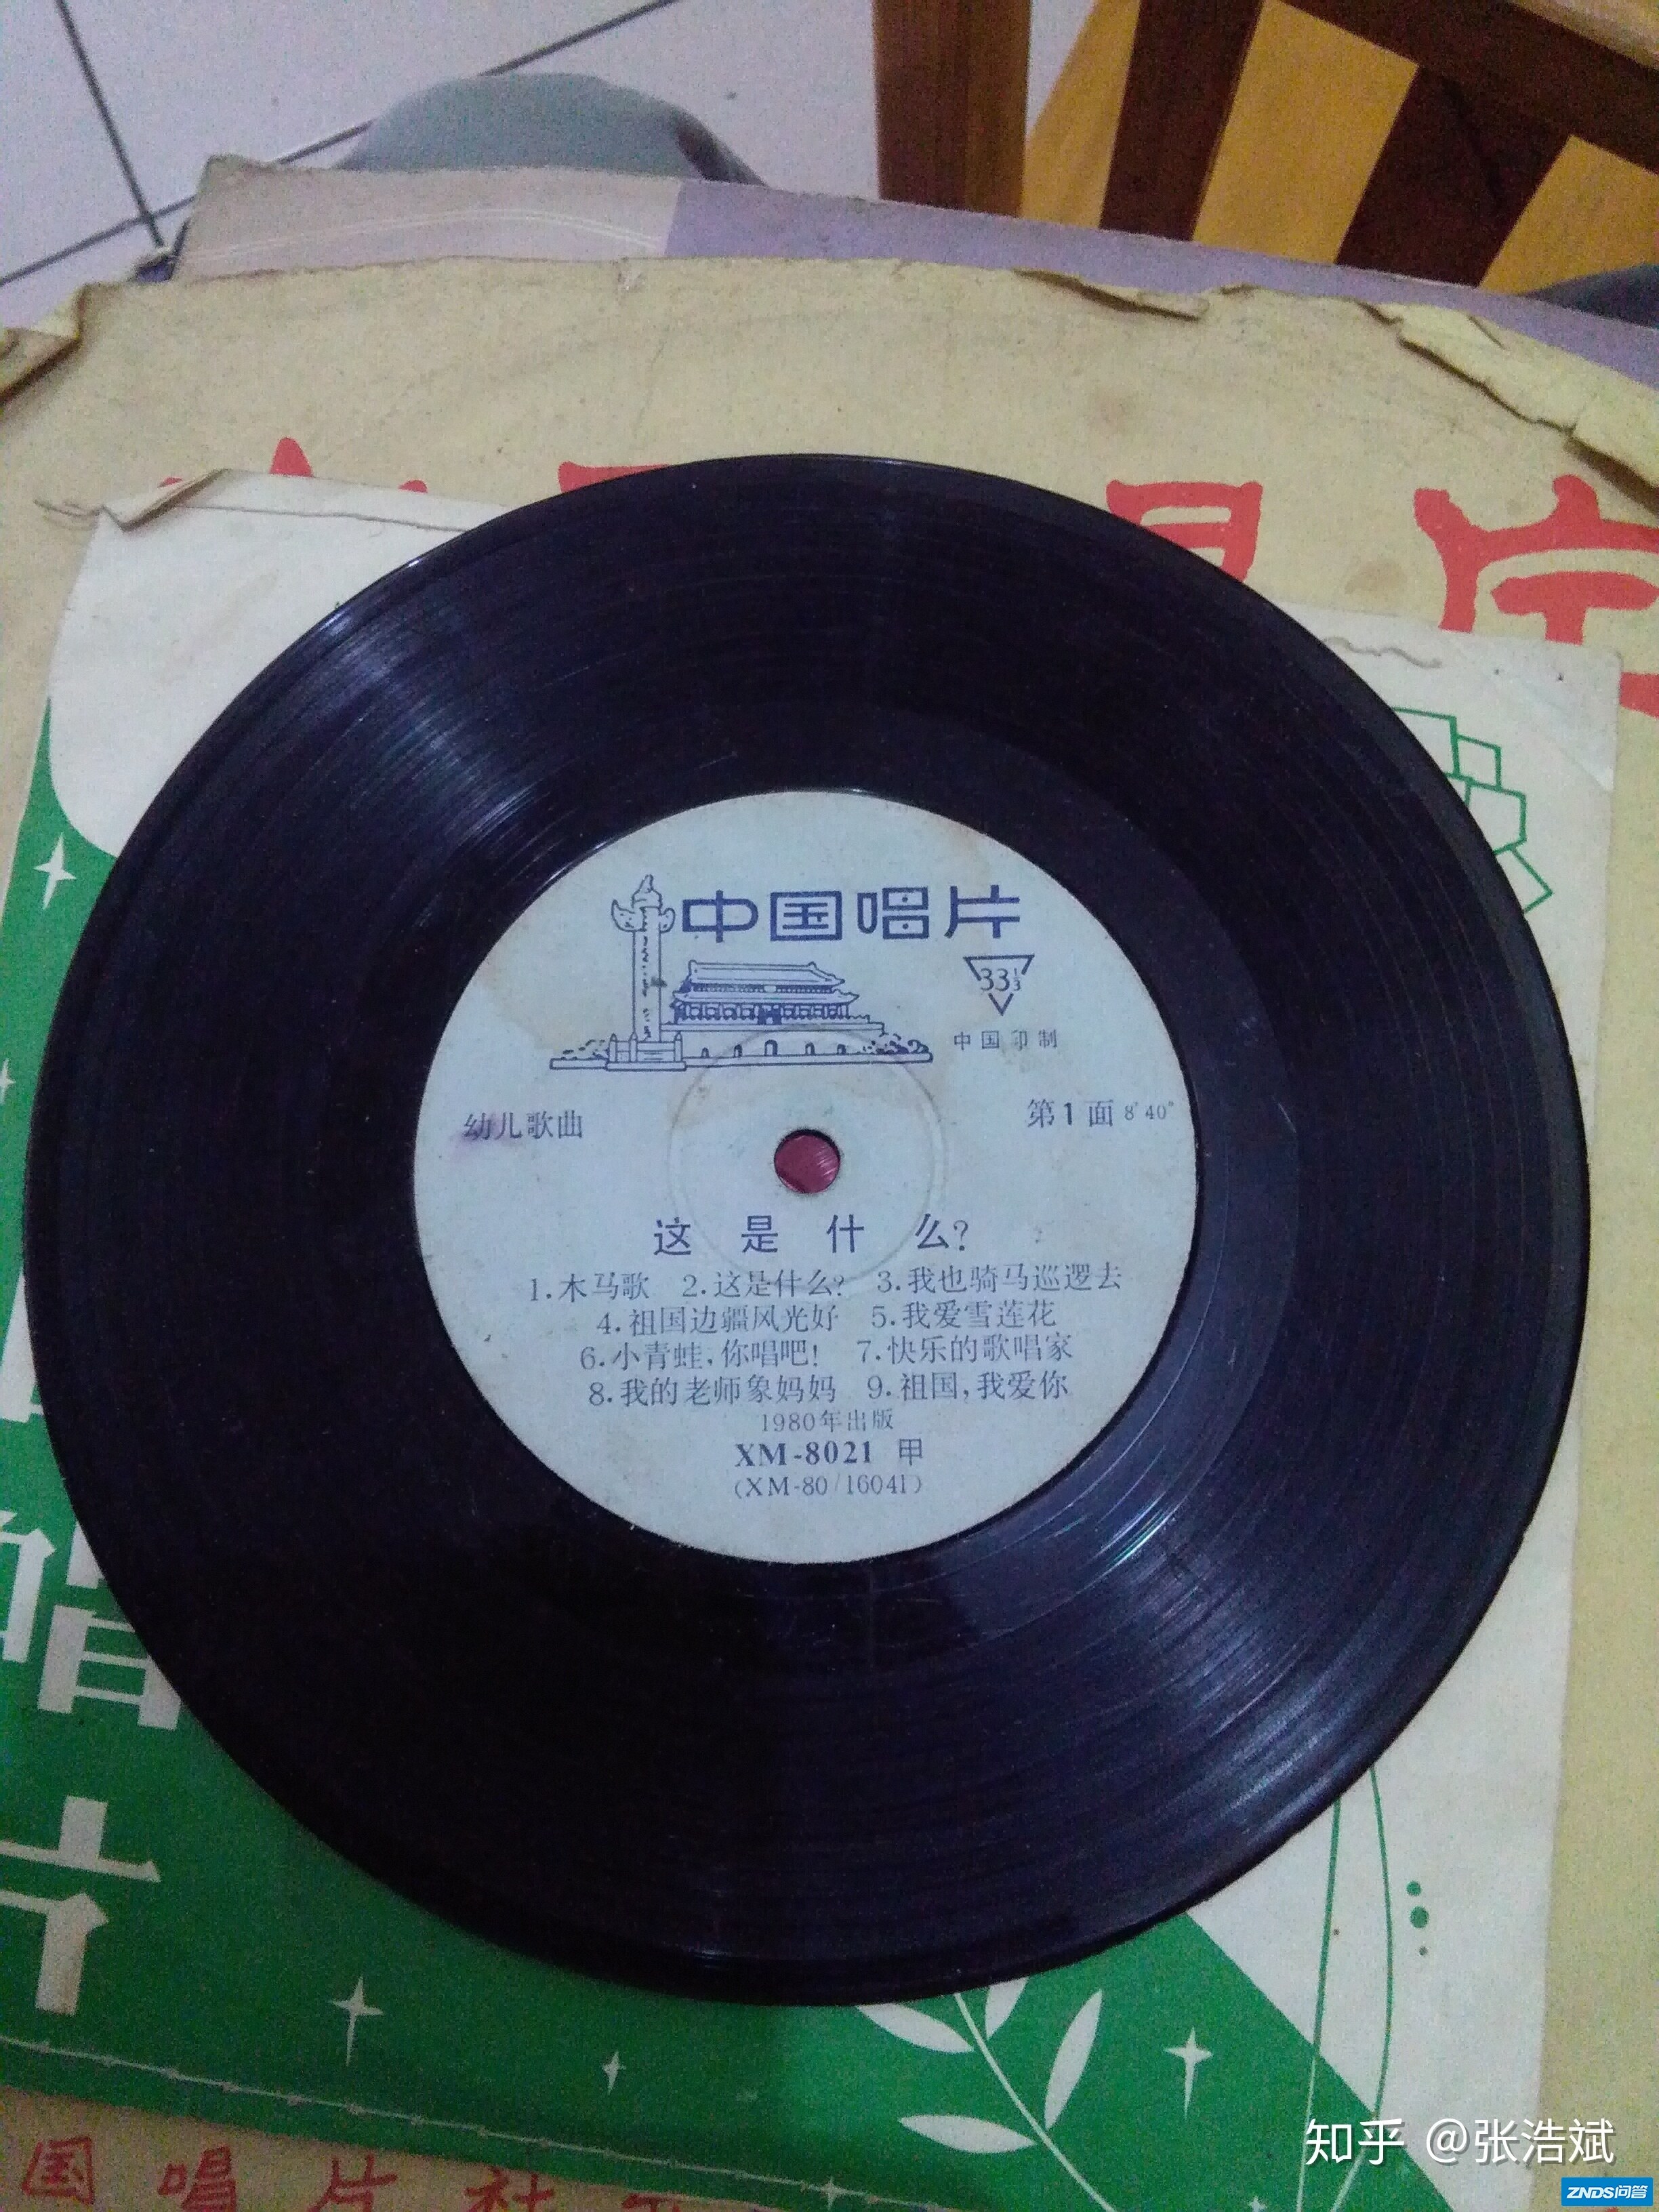 中国唱片
33⅓
中国印制
幼儿歌曲
第1面 8′40″
这是什么?
1.木马歌 2.这是什么? 3.我也骑马巡逻去
4.祖国边疆风光好 5.我爱雪莲花
6.小青蛙,你唱吧! 7.快乐的歌唱家
8.我的老师象妈妈 9.祖国,我爱你
1980年出版
XM-8021 甲
(XM-80/16041)
国唱片社
知乎 @张浩斌
ZNDS问答